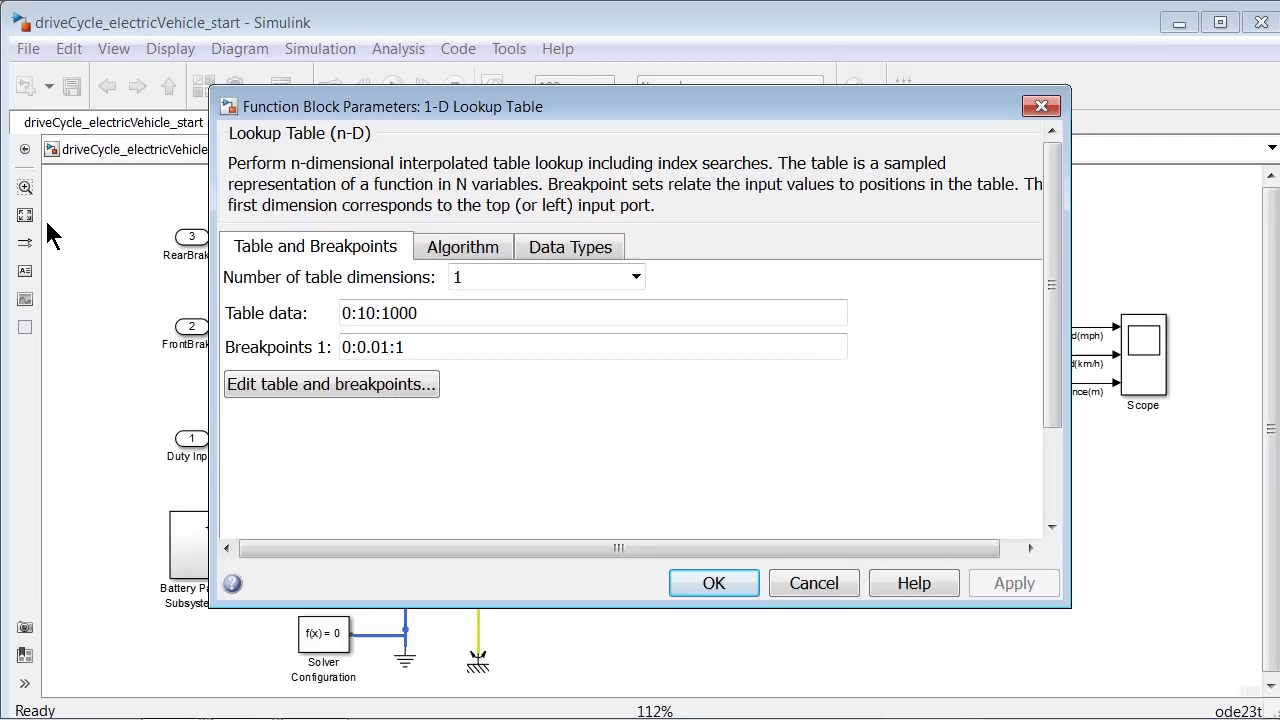 driveCycle_electricVehicle_start - Simulink
File Edit View Display Diagram Simulation Analysis Code Tools Help
driveCycle_electricVehicle_start
driveCycle_electricVehicle
Function Block Parameters: 1-D Lookup Table
Lookup Table (n-D)
Perform n-dimensional interpolated table lookup including index searches. The table is a sampled
representation of a function in N variables. Breakpoint sets relate the input values to positions in the table. Th
first dimension corresponds to the top (or left) input port.
Table and Breakpoints Algorithm Data Types
Number of table dimensions: 1
Table data: 0:10:1000
Breakpoints 1: 0:0.01:1
Edit table and breakpoints...
OK Cancel Help Apply
3
RearBrak
2
FrontBrak
1
Duty Inp
Battery Pa
Subsyste
d(mph)
d(km/h)
nce(m)
Scope
f(x) = 0
Solver
Configuration
Ready 112% ode23t